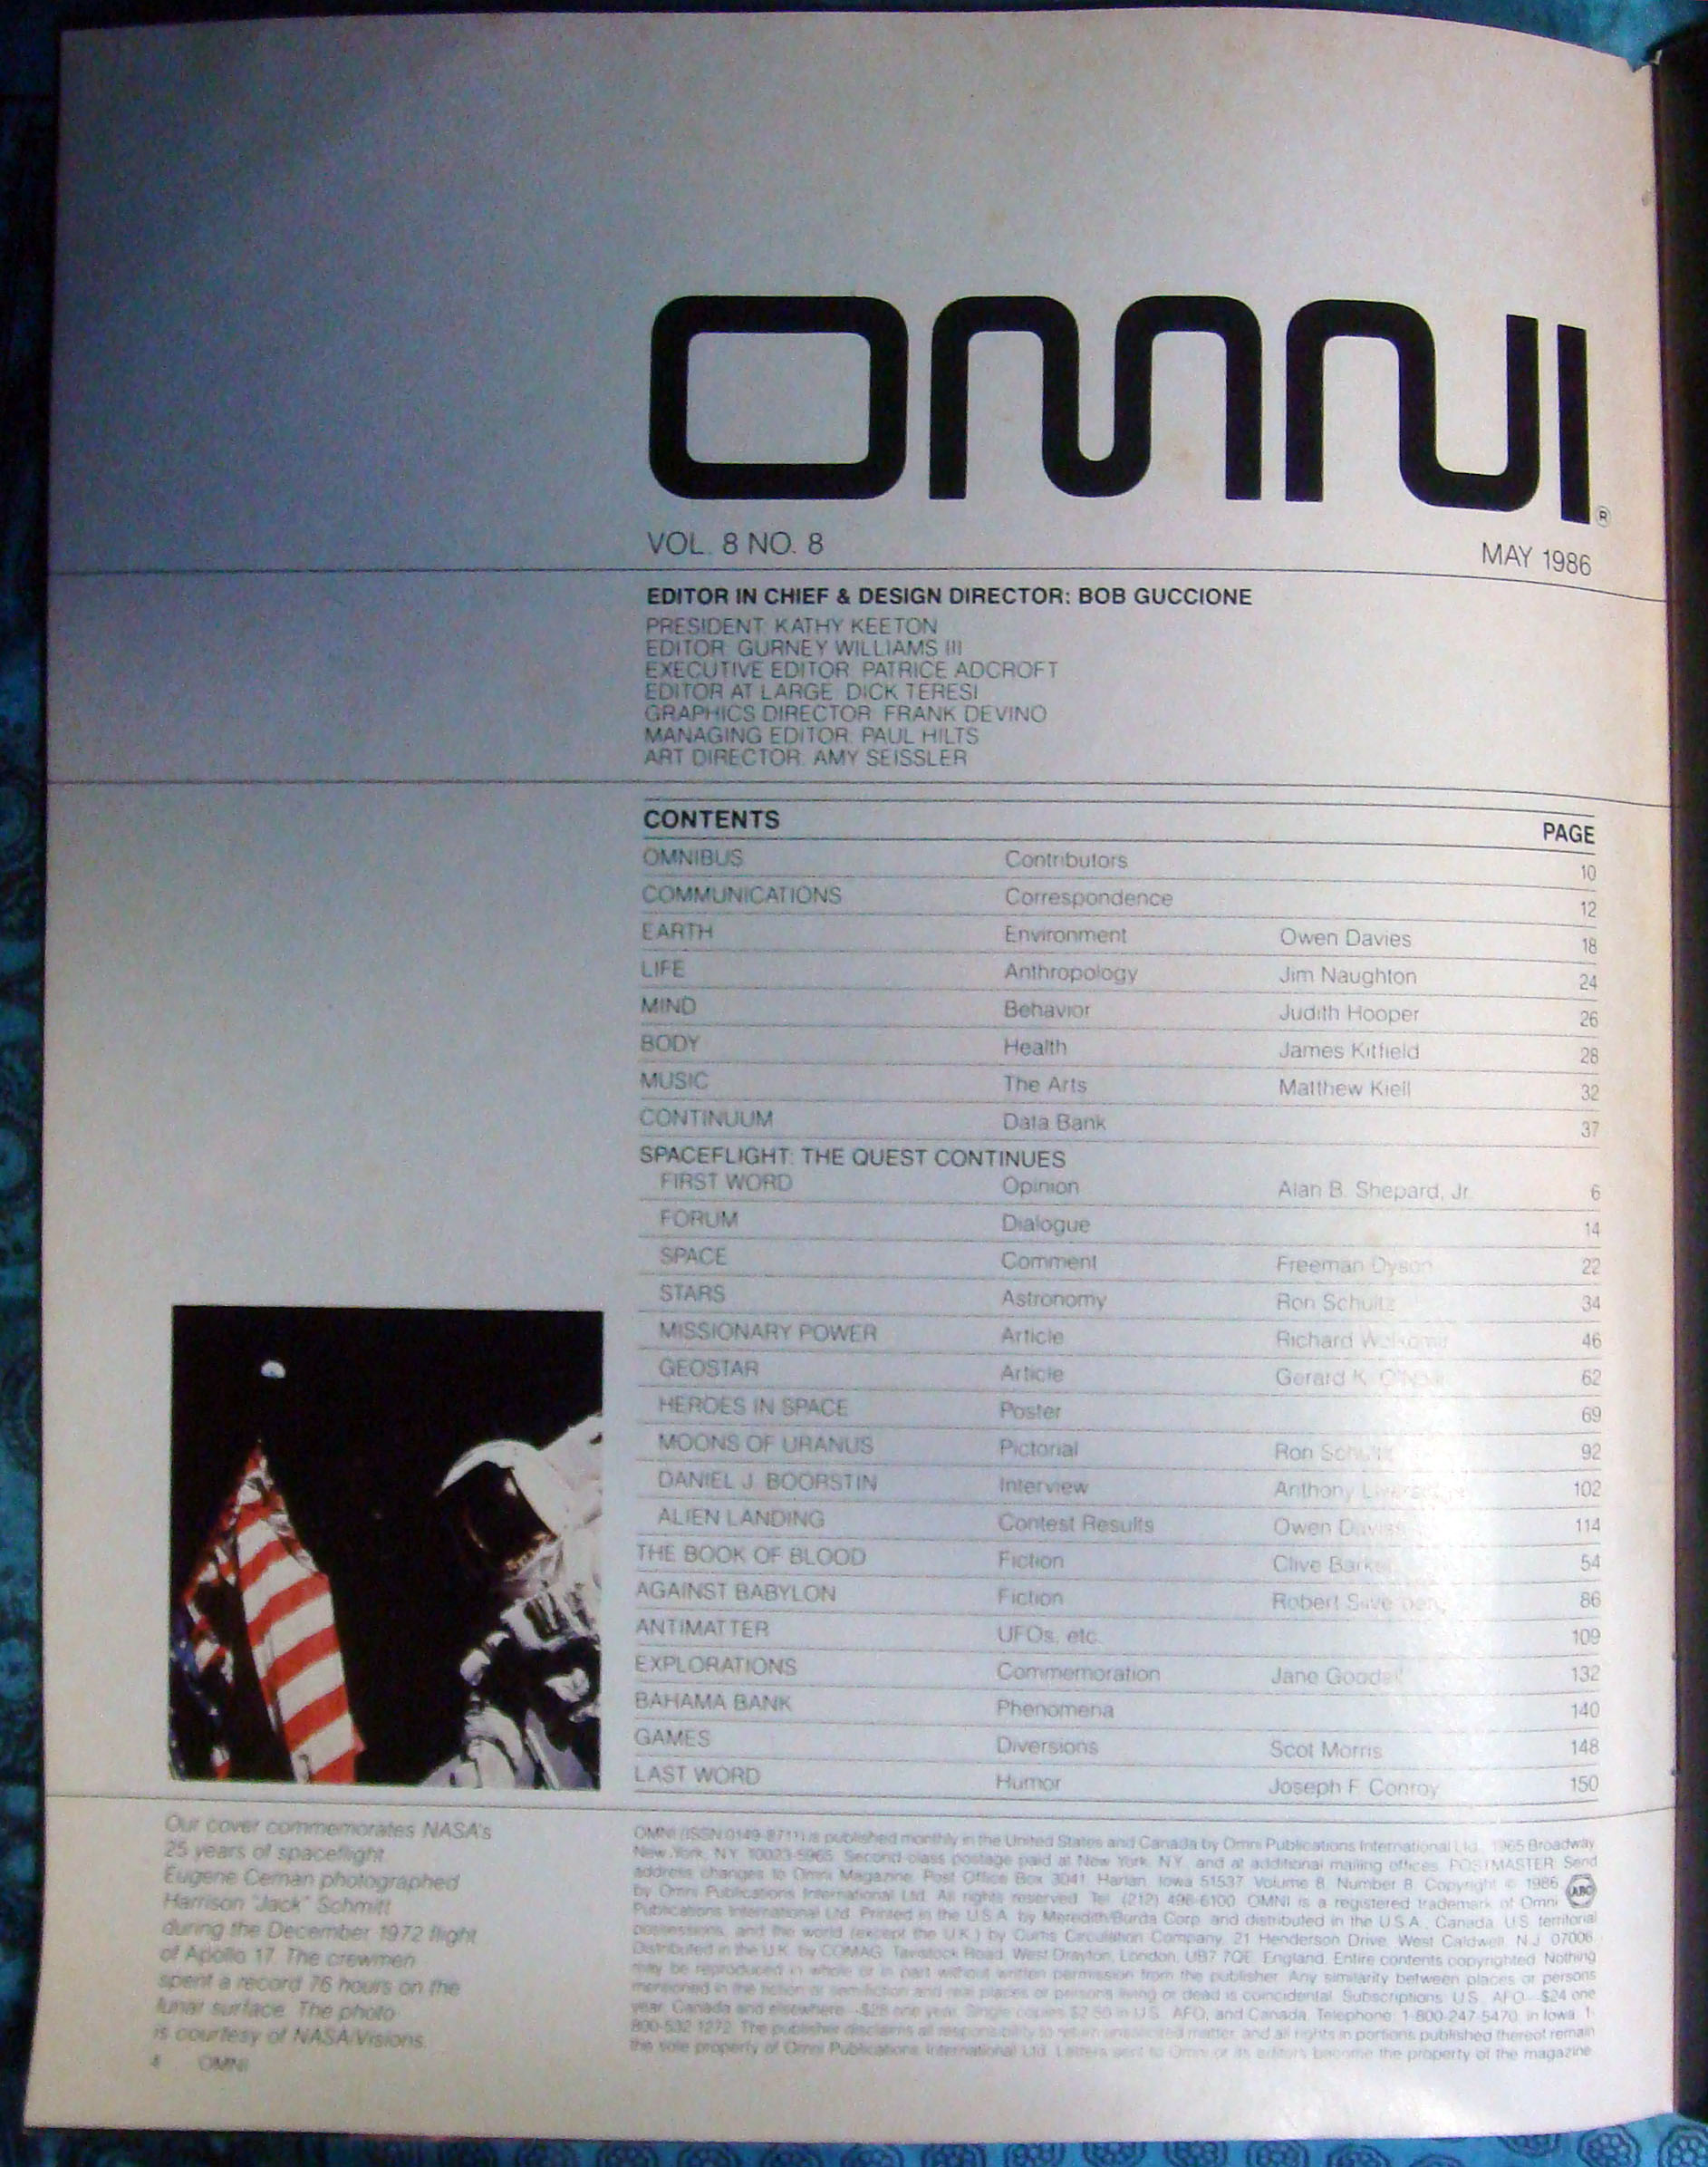 OMNI®
VOL. 8 NO. 8
MAY 1986
EDITOR IN CHIEF & DESIGN DIRECTOR: BOB GUCCIONE
PRESIDENT: KATHY KEETON
EDITOR: GURNEY WILLIAMS III
EXECUTIVE EDITOR: PATRICE ADCROFT
EDITOR AT LARGE: DICK TERESI
GRAPHICS DIRECTOR: FRANK DEVINO
MANAGING EDITOR: PAUL HILTS
ART DIRECTOR: AMY SEISSLER
CONTENTS PAGE
OMNIBUS Contributors 10
COMMUNICATIONS Correspondence 12
EARTH Environment Owen Davies 18
LIFE Anthropology Jim Naughton 24
MIND Behavior Judith Hooper 26
BODY Health James Kitfield 28
MUSIC The Arts Matthew Kiell 32
CONTINUUM Data Bank 37
SPACEFLIGHT: THE QUEST CONTINUES
FIRST WORD Opinion Alan B. Shepard, Jr. 6
FORUM Dialogue 14
SPACE Comment Freeman Dyson 22
STARS Astronomy Ron Schultz 34
MISSIONARY POWER Article Richard 46
GEOSTAR Article Gerard K. O'Neill 62
HEROES IN SPACE Poster 69
MOONS OF URANUS Pictorial Ron Schultz 92
DANIEL J. BOORSTIN Interview Anthony 102
ALIEN LANDING Contest Results Owen Davies 114
THE BOOK OF BLOOD Fiction Clive Barker 54
AGAINST BABYLON Fiction Robert Silverberg 86
ANTIMATTER UFOs, etc. 109
EXPLORATIONS Commemoration Jane Goodall 132
BAHAMA BANK Phenomena 140
GAMES Diversions Scot Morris 148
LAST WORD Humor Joseph F. Conroy 150
Our cover commemorates NASA's
25 years of spaceflight.
Eugene Cernan photographed
Harrison "Jack" Schmitt
during the December 1972 flight
of Apollo 17. The crewmen
spent a record 76 hours on the
lunar surface. The photo
is courtesy of NASA/Visions.
4 OMNI
OMNI (ISSN 0149-8711) is published monthly in the United States and Canada by Omni Publications International Ltd., 1965 Broadway,
New York, N.Y. 10023-5965. Second-class postage paid at New York, N.Y., and at additional mailing offices. POSTMASTER: Send
address changes to Omni Magazine, Post Office Box 3041, Harlan, Iowa 51537. Volume 8, Number 8. Copyright © 1986
by Omni Publications International Ltd. All rights reserved. Tel. (212) 496-6100. OMNI is a registered trademark of Omni
ABC
Publications International Ltd. Printed in the U.S.A. by Meredith/Burda Corp. and distributed in the U.S.A., Canada, U.S. territorial
possessions, and the world (except the U.K.) by Curtis Circulation Company, 21 Henderson Drive, West Caldwell, N.J. 07006.
Distributed in the U.K. by COMAG, Tavistock Road, West Drayton, London, UB7 7QE, England. Entire contents copyrighted. Nothing
may be reproduced in whole or in part without written permission from the publisher. Any similarity between places or persons
mentioned in the fiction or semifiction and real places or persons living or dead is coincidental. Subscriptions: U.S., AFO—$24 one
year; Canada and elsewhere—$28 one year. Single copies $2.50 in U.S., AFO, and Canada. Telephone: 1-800-247-5470, in Iowa 1-
800-532-1272. The publisher disclaims all responsibility to return unsolicited matter, and all rights in portions published thereof remain
the sole property of Omni Publications International Ltd. Letters sent to Omni or its editors become the property of the magazine.